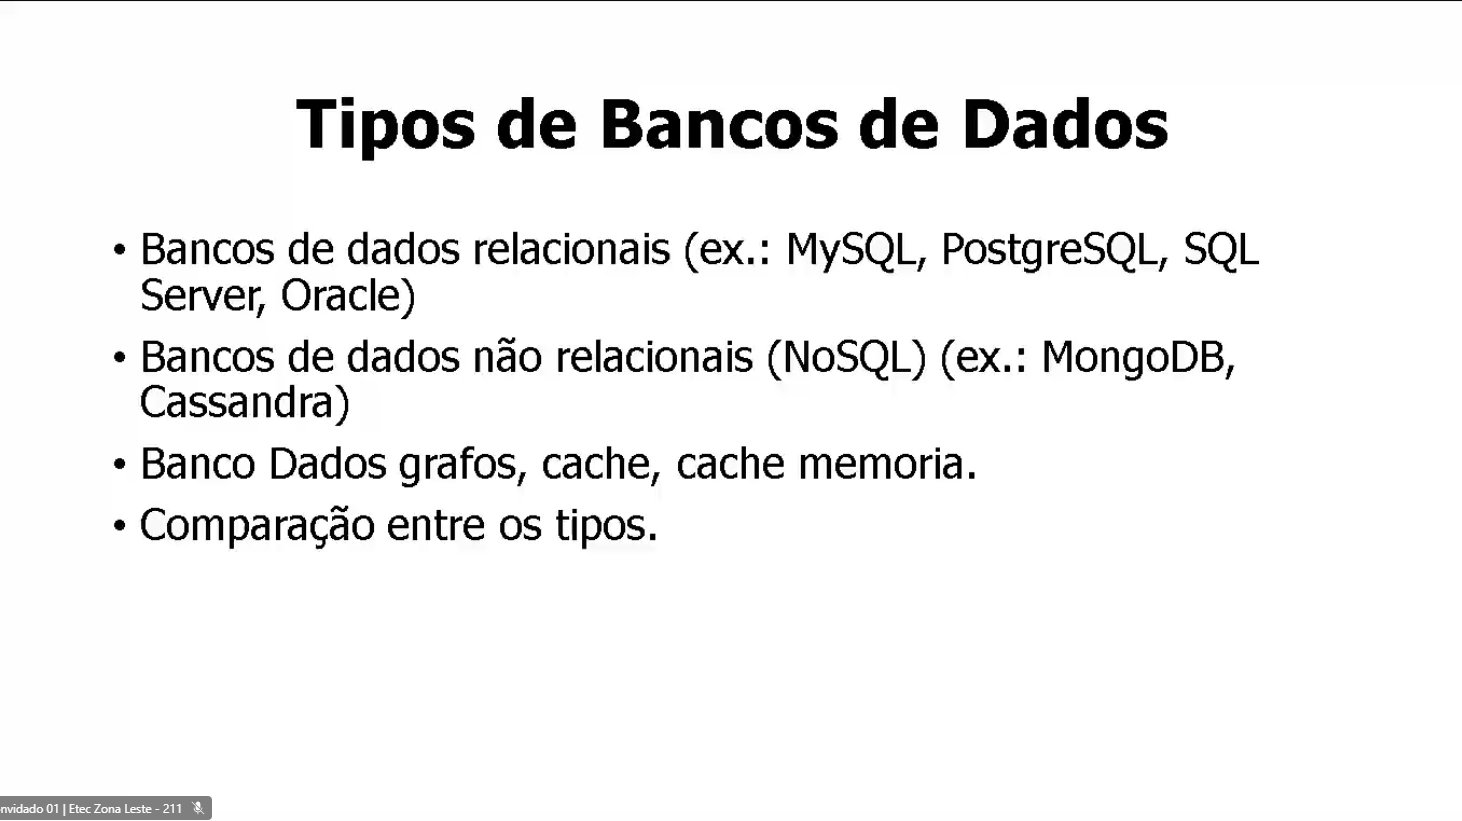 Tipos de Bancos de Dados
• Bancos de dados relacionais (ex.: MySQL, PostgreSQL, SQL
Server, Oracle)
• Bancos de dados não relacionais (NoSQL) (ex.: MongoDB,
Cassandra)
• Banco Dados grafos, cache, cache memoria.
• Comparação entre os tipos.
nvidado 01 | Etec Zona Leste - 211